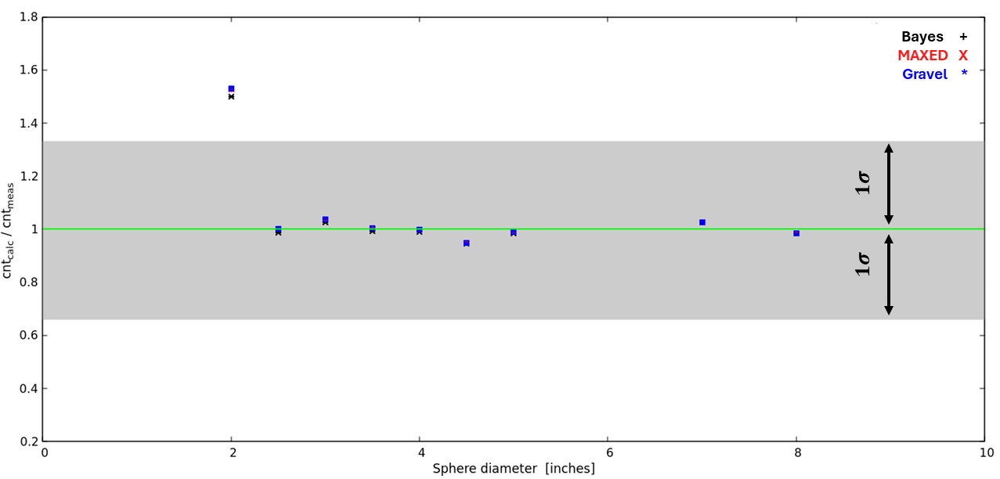 1.8
1.6
1.4
1.2
1
0.8
0.6
0.4
0.2
0 2 4 6 8 10
Sphere diameter [inches]
cnt_calc / cnt_meas
Bayes +
MAXED X
Gravel *
1σ
1σ